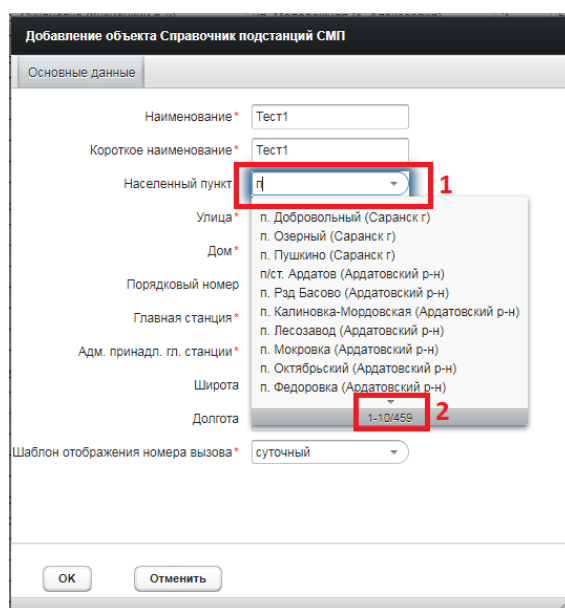 Добавление объекта Справочник подстанций СМП
Основные данные
Наименование*
Тест1
Короткое наименование*
Тест1
Населенный пункт
п
1
Улица*
п. Добровольный (Саранск г)
п. Озерный (Саранск г)
Дом*
п. Пушкино (Саранск г)
п/ст. Ардатов (Ардатовский р-н)
Порядковый номер
п. Рзд Басово (Ардатовский р-н)
Главная станция*
п. Калиновка-Мордовская (Ардатовский р-н)
п. Лесозавод (Ардатовский р-н)
Адм. принадл. гл. станции*
п. Мокровка (Ардатовский р-н)
п. Октябрьский (Ардатовский р-н)
Широта
п. Федоровка (Ардатовский р-н)
Долгота
1-10/459
2
Шаблон отображения номера вызова*
суточный
ОК
Отменить